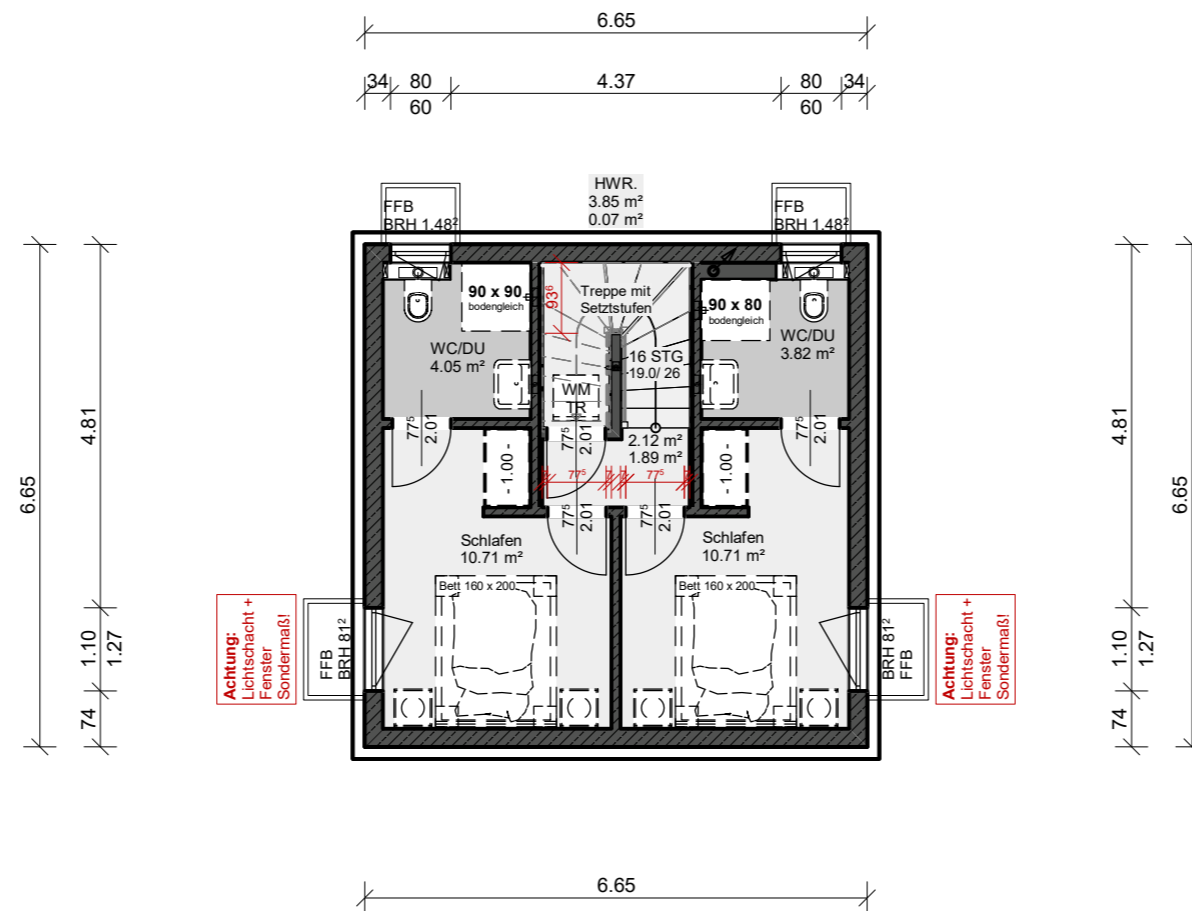 6.65
34 80 4.37 80 34
60 60
HWR.
3.85 m²
0.07 m²
FFB
BRH 1.48²
FFB
BRH 1.48²
90 x 90
bodengleich
93⁶
Treppe mit
Setztstufen
90 x 80
bodengleich
WC/DU
4.05 m²
16 STG
19.0/ 26
WC/DU
3.82 m²
WM
TR
77⁵
2.01
77⁵
2.01
77⁵
2.01
2.12 m²
1.89 m²
- 1.00 -
77⁵
77⁵
- 1.00 -
77⁵
2.01
77⁵
2.01
Schlafen
10.71 m²
Schlafen
10.71 m²
Bett 160 x 200
Bett 160 x 200
6.65
4.81
1.10
1.27
74
Achtung:
Lichtschacht +
Fenster
Sondermaß!
FFB
BRH 81²
BRH 81²
FFB
Achtung:
Lichtschacht +
Fenster
Sondermaß!
4.81
1.10
1.27
74
6.65
6.65